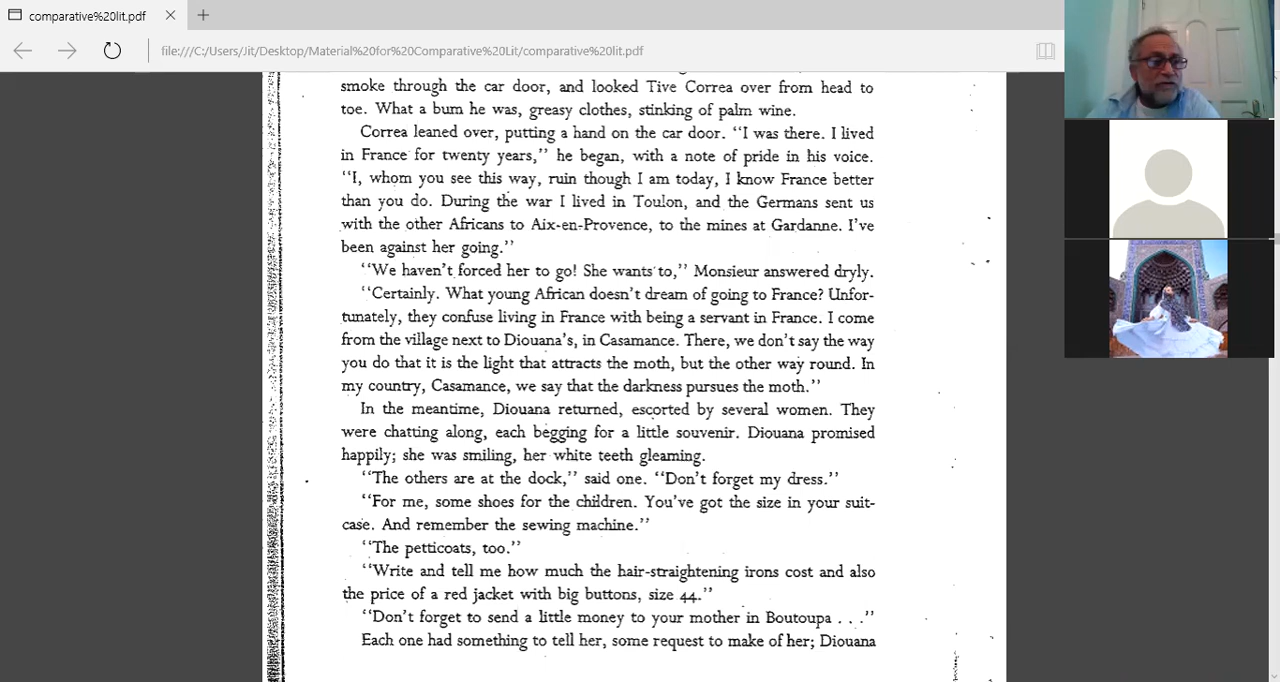 comparative%20lit.pdf
file:///C:/Users/Jit/Desktop/Material%20for%20Comparative%20Lit/comparative%20lit.pdf
smoke through the car door, and looked Tive Correa over from head to
toe. What a bum he was, greasy clothes, stinking of palm wine.
Correa leaned over, putting a hand on the car door. “I was there. I lived
in France for twenty years,” he began, with a note of pride in his voice.
“I, whom you see this way, ruin though I am today, I know France better
than you do. During the war I lived in Toulon, and the Germans sent us
with the other Africans to Aix-en-Provence, to the mines at Gardanne. I’ve
been against her going.”
“We haven’t forced her to go! She wants to,” Monsieur answered dryly.
“Certainly. What young African doesn’t dream of going to France? Unfor-
tunately, they confuse living in France with being a servant in France. I come
from the village next to Diouana’s, in Casamance. There, we don’t say the way
you do that it is the light that attracts the moth, but the other way round. In
my country, Casamance, we say that the darkness pursues the moth.”
In the meantime, Diouana returned, escorted by several women. They
were chatting along, each begging for a little souvenir. Diouana promised
happily; she was smiling, her white teeth gleaming.
“The others are at the dock,” said one. “Don’t forget my dress.”
“For me, some shoes for the children. You’ve got the size in your suit-
case. And remember the sewing machine.”
“The petticoats, too.”
“Write and tell me how much the hair-straightening irons cost and also
the price of a red jacket with big buttons, size 44.”
“Don’t forget to send a little money to your mother in Boutoupa . . .”
Each one had something to tell her, some request to make of her; Diouana